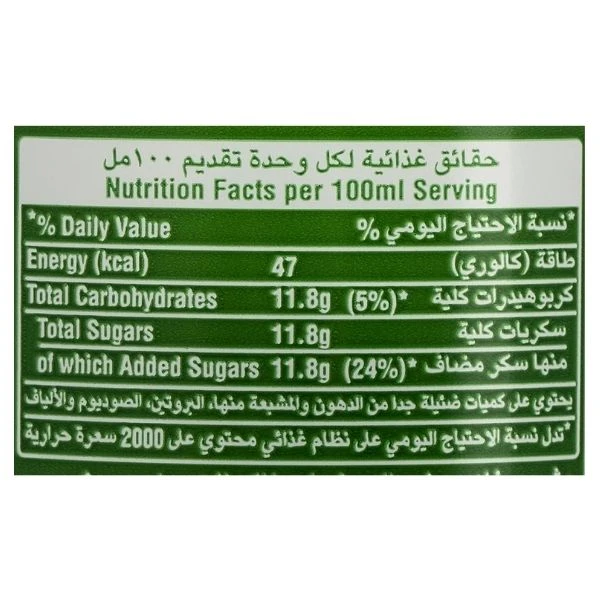 حقائق غذائية لكل وحدة تقديم ١٠٠مل
Nutrition Facts per 100ml Serving
*% Daily Value *نسبة الاحتياج اليومي %
Energy (kcal) 47 طاقة (كالوري)
Total Carbohydrates 11.8g (5%)* كربوهيدرات كلية
Total Sugars 11.8g سكريات كلية
of which Added Sugars 11.8g (24%)* منها سكر مضاف
يحتوي على كميات ضئيلة جدا من الدهون والمشبعة منها، البروتين، الصوديوم والألياف
*تدل نسبة الاحتياج اليومي على نظام غذائي محتوي على 2000 سعرة حرارية